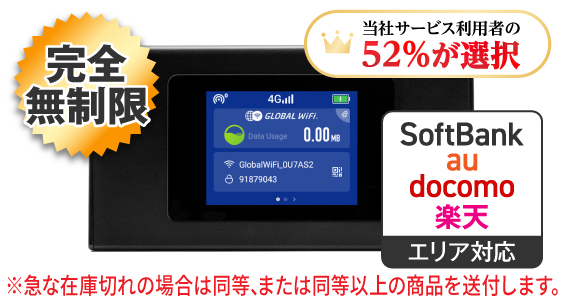 完全
無制限
当社サービス利用者の
52%が選択
4G
GLOBAL WiFi
Data Usage
0.00MB
GlobalWiFi_0U7AS2
91879043
SoftBank
au
docomo
楽天
エリア対応
※急な在庫切れの場合は同等、または同等以上の商品を送付します。